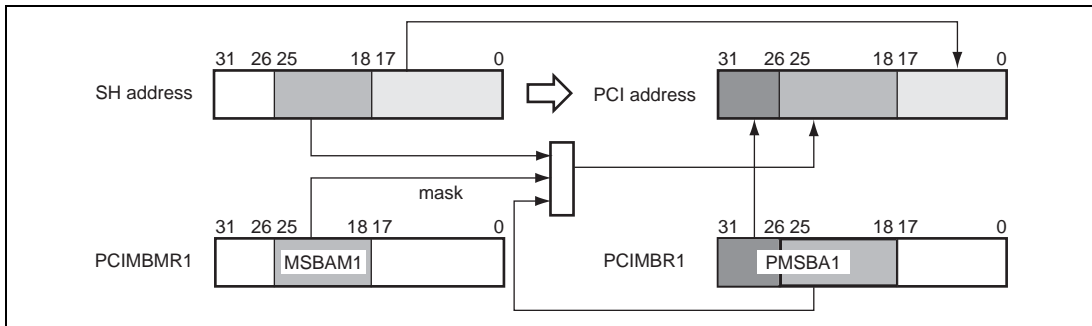 31 26 25 18 17 0 31 26 25 18 17 0
SH address PCI address
mask
31 26 25 18 17 0 31 26 25 18 17 0
PCIMBMR1 MSBAM1 PCIMBR1 PMSBA1